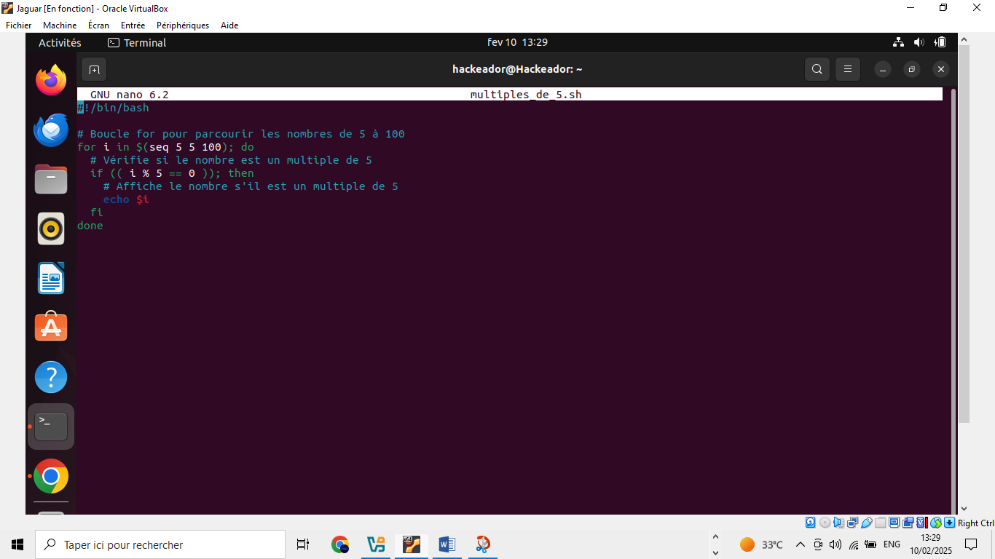 Jaguar [En fonction] - Oracle VirtualBox
Fichier Machine Écran Entrée Périphériques Aide
Activités Terminal fev 10 13:29
hackeador@Hackeador: ~
GNU nano 6.2 multiples_de_5.sh
#!/bin/bash
# Boucle for pour parcourir les nombres de 5 à 100
for i in $(seq 5 5 100); do
# Vérifie si le nombre est un multiple de 5
if (( i % 5 == 0 )); then
# Affiche le nombre s'il est un multiple de 5
echo $i
fi
done
Right Ctrl
Taper ici pour rechercher
33°C
ENG
13:29
10/02/2025